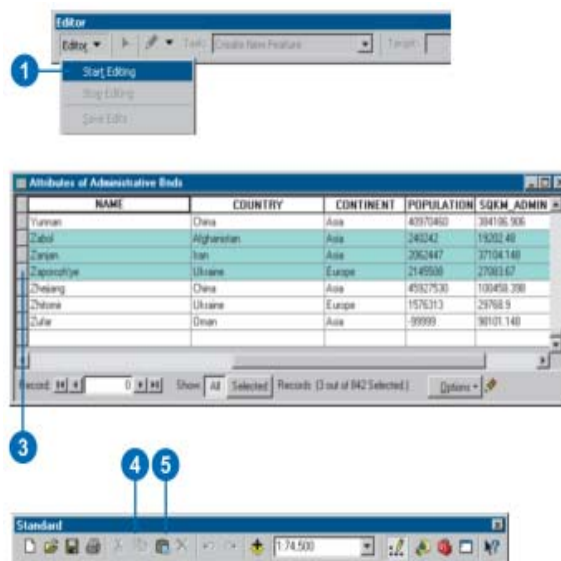 Editor
Editor Task: Create New Feature Target:
1
Start Editing
Stop Editing
Save Edits
Attributes of Administrative Bnds
NAME COUNTRY CONTINENT POPULATION SQKM_ADMIN
Yunnan China Asia 40970460 384186.906
Zabol Afghanistan Asia 240242 19202.48
Zanjan Iran Asia 2062447 37104.148
Zaporozh'ye Ukraine Europe 2149508 27083.67
Zhejiang China Asia 45927530 100458.398
Zhitomir Ukraine Europe 1576313 29768.9
Zufar Oman Asia -99999 98101.148
Record: 0 Show: All Selected Records (3 out of 842 Selected.) Options
3
4 5
Standard
1:74,500